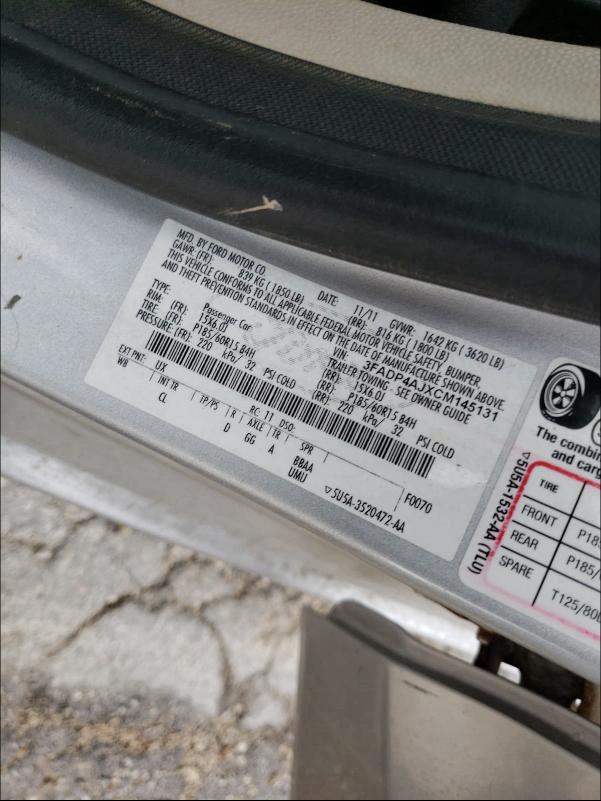 MFD. BY FORD MOTOR CO.
DATE: 11/11 GVWR: 1642 KG ( 3620 LB)
GAWR: (FR): 839 KG ( 1850 LB) (RR): 816 KG ( 1800 LB)
THIS VEHICLE CONFORMS TO ALL APPLICABLE FEDERAL MOTOR VEHICLE SAFETY, BUMPER,
AND THEFT PREVENTION STANDARDS IN EFFECT ON THE DATE OF MANUFACTURE SHOWN ABOVE.
VIN: 3FADP4AJXCM145131
TYPE: Passenger Car TRAILER TOWING - SEE OWNER GUIDE
RIM: (FR): 15X6.0J (RR): 15X6.0J
TIRE: (FR): P185/60R15 84H (RR): P185/60R15 84H
PRESSURE: (FR): 220 kPa/ 32 PSI COLD (RR): 220 kPa/ 32 PSI COLD
EXT PNT: UX RC: 11 DSO: F0070
WB INT TR TP/PS R AXLE TR SPR
CL D GG A BBAA
UMU
▽5U5A-3520472-AA
The combin
and carg
▽5U5A-1532-AA (TLU)
TIRE
FRONT P185
REAR P185/
SPARE T125/80